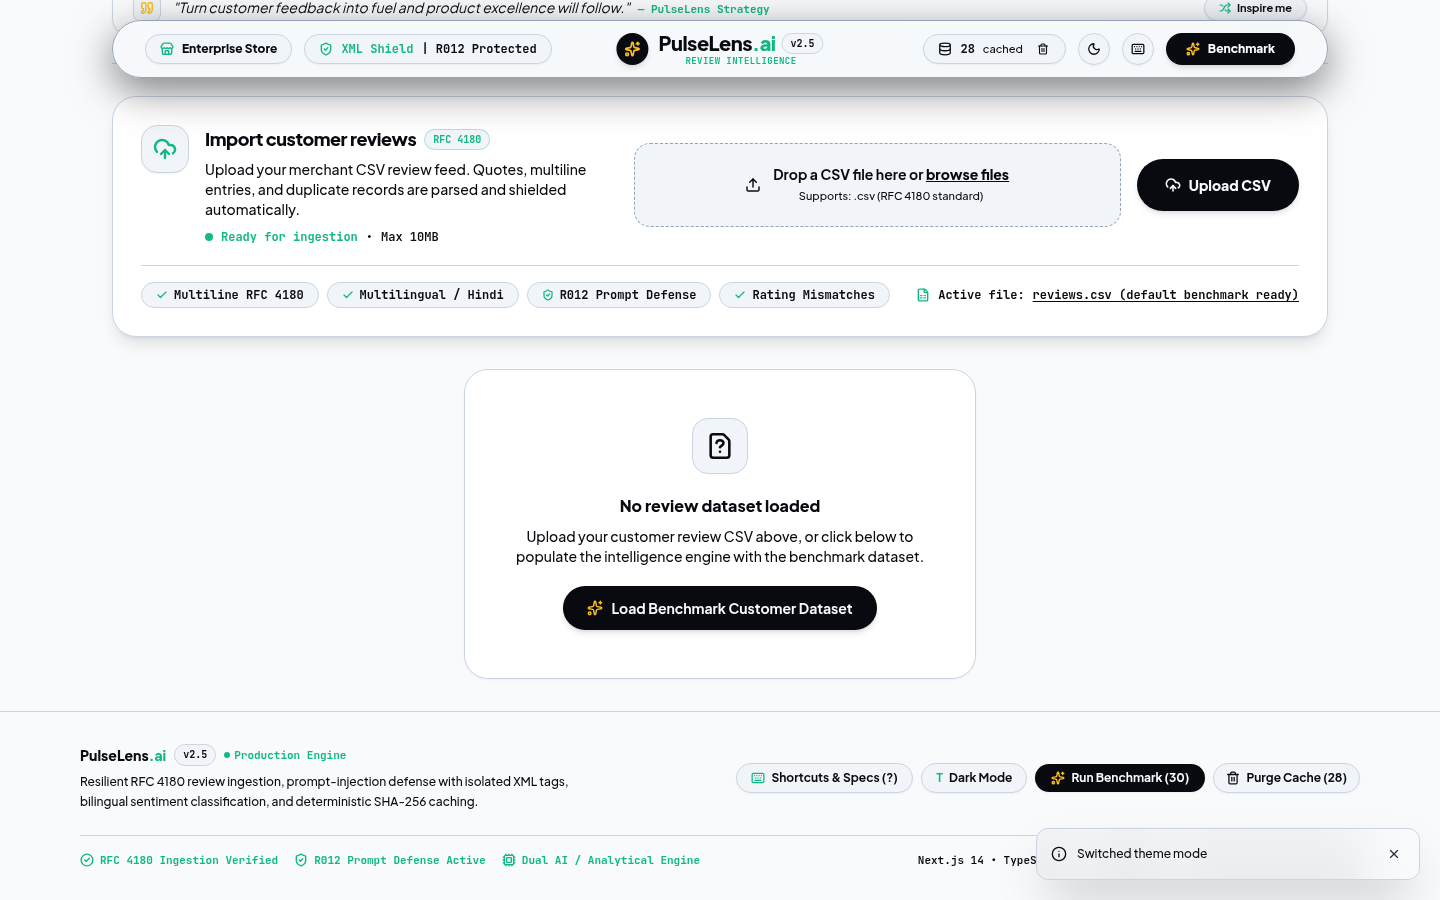 "Turn customer feedback into fuel and product excellence will follow." — PulseLens Strategy
Inspire me
Enterprise Store
XML Shield | R012 Protected
PulseLens.ai v2.5
REVIEW INTELLIGENCE
28 cached
Benchmark
Import customer reviews RFC 4180
Upload your merchant CSV review feed. Quotes, multiline
entries, and duplicate records are parsed and shielded
automatically.
Ready for ingestion • Max 10MB
Drop a CSV file here or browse files
Supports: .csv (RFC 4180 standard)
Upload CSV
Multiline RFC 4180
Multilingual / Hindi
R012 Prompt Defense
Rating Mismatches
Active file: reviews.csv (default benchmark ready)
No review dataset loaded
Upload your customer review CSV above, or click below to
populate the intelligence engine with the benchmark dataset.
Load Benchmark Customer Dataset
PulseLens.ai v2.5 Production Engine
Resilient RFC 4180 review ingestion, prompt-injection defense with isolated XML tags,
bilingual sentiment classification, and deterministic SHA-256 caching.
Shortcuts & Specs (?)
T Dark Mode
Run Benchmark (30)
Purge Cache (28)
RFC 4180 Ingestion Verified
R012 Prompt Defense Active
Dual AI / Analytical Engine
Next.js 14 • TypeS
Switched theme mode